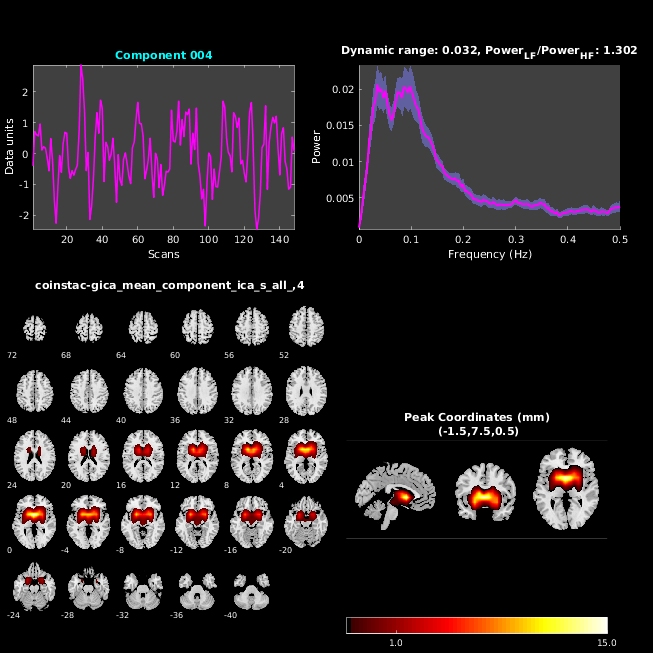 Component 004
Data units
2
1
0
-1
-2
20 40 60 80 100 120 140
Scans
Dynamic range: 0.032, PowerLF/PowerHF: 1.302
Power
0.02
0.015
0.01
0.005
0 0.1 0.2 0.3 0.4 0.5
Frequency (Hz)
coinstac-gica_mean_component_ica_s_all_,4
72 68 64 60 56 52
48 44 40 36 32 28
24 20 16 12 8 4
0 -4 -8 -12 -16 -20
-24 -28 -32 -36 -40
Peak Coordinates (mm)
(-1.5,7.5,0.5)
1.0 15.0